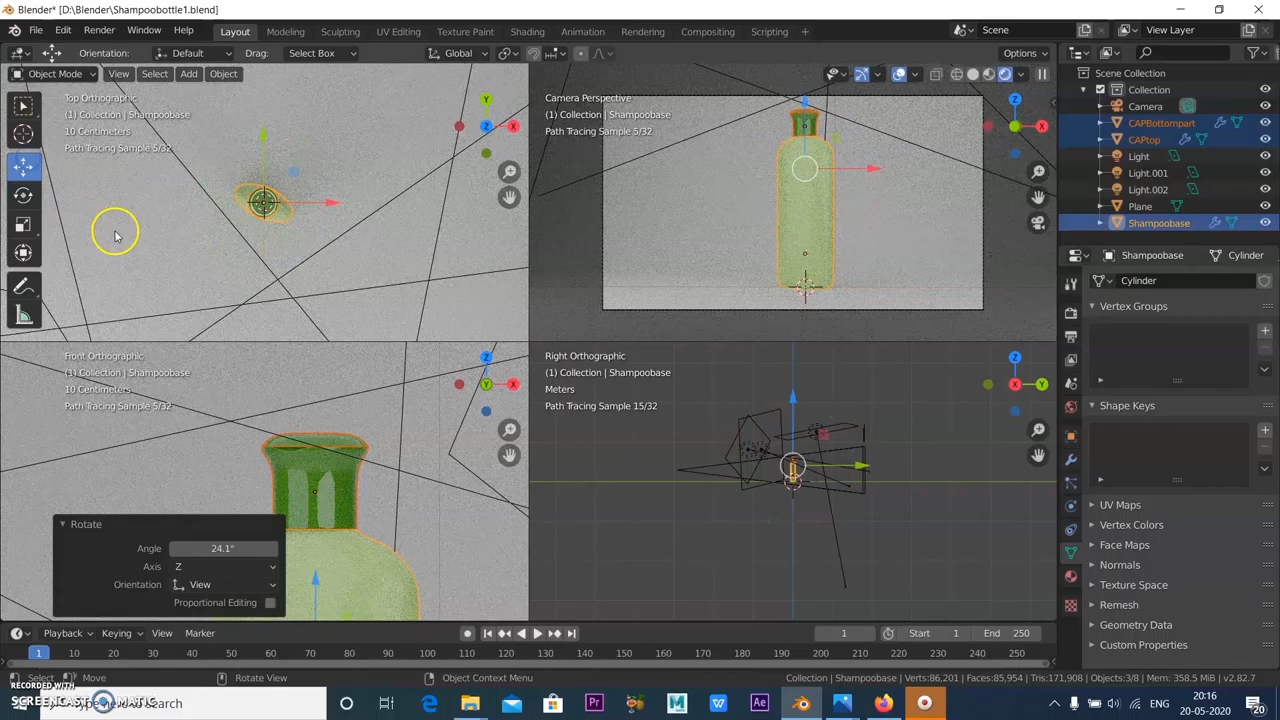 Blender* [D:\Blender\Shampoobottle1.blend]
File Edit Render Window Help Layout Modeling Sculpting UV Editing Texture Paint Shading Animation Rendering Compositing Scripting + Scene View Layer
Orientation: Default Drag: Select Box Global Options
Object Mode View Select Add Object
Top Orthographic
(1) Collection | Shampoobase
10 Centimeters
Path Tracing Sample 5/32
Y
Z
X
Camera Perspective
(1) Collection | Shampoobase
Path Tracing Sample 5/32
Z
X
Front Orthographic
(1) Collection | Shampoobase
10 Centimeters
Path Tracing Sample 5/32
Z
Y
X
Right Orthographic
(1) Collection | Shampoobase
Meters
Path Tracing Sample 15/32
Z
X
Y
Rotate
Angle 24.1°
Axis Z
Orientation View
Proportional Editing
Scene Collection
Collection
Camera
CAPBottompart
CAPtop
Light
Light.001
Light.002
Plane
Shampoobase
Shampoobase Cylinder
Cylinder
Vertex Groups
Shape Keys
UV Maps
Vertex Colors
Face Maps
Normals
Texture Space
Remesh
Geometry Data
Custom Properties
Playback Keying View Marker 1 Start 1 End 250
1 10 20 30 40 50 60 70 80 90 100 110 120 130 140 150 160 170 180 190 200 210 220 230 240 250
Select Move Rotate View Object Context Menu Collection | Shampoobase | Verts:86,201 | Faces:85,954 | Tris:171,908 | Objects:3/8 | Mem: 358.5 MiB | v2.82.7
RECORDED WITH
SCREENCAST MATIC
search
Pr M W Ae
20:16
20-05-2020
20